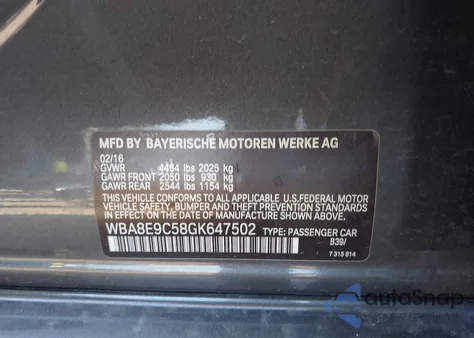 MFD BY BAYERISCHE MOTOREN WERKE AG
02/16
GVWR 4464 lbs 2025 kg
GAWR FRONT 2050 lbs 930 kg
GAWR REAR 2544 lbs 1154 kg
THIS VEHICLE CONFORMS TO ALL APPLICABLE U.S.FEDERAL MOTOR
VEHICLE SAFETY, BUMPER, AND THEFT PREVENTION STANDARDS IN
EFFECT ON THE DATE OF MANUFACTURE SHOWN ABOVE.
WBA8E9C58GK647502 TYPE: PASSENGER CAR
B39/
7 315 814
autoSnap